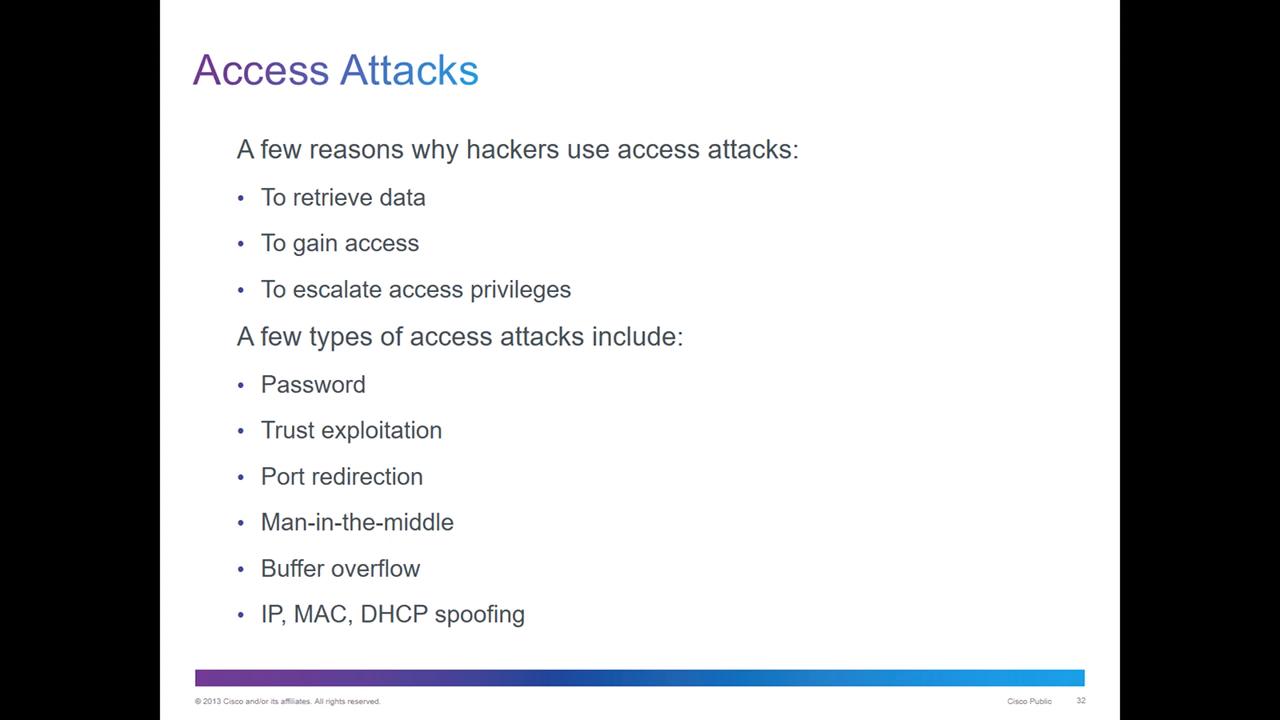 Access Attacks
A few reasons why hackers use access attacks:
• To retrieve data
• To gain access
• To escalate access privileges
A few types of access attacks include:
• Password
• Trust exploitation
• Port redirection
• Man-in-the-middle
• Buffer overflow
• IP, MAC, DHCP spoofing
© 2013 Cisco and/or its affiliates. All rights reserved. Cisco Public 32